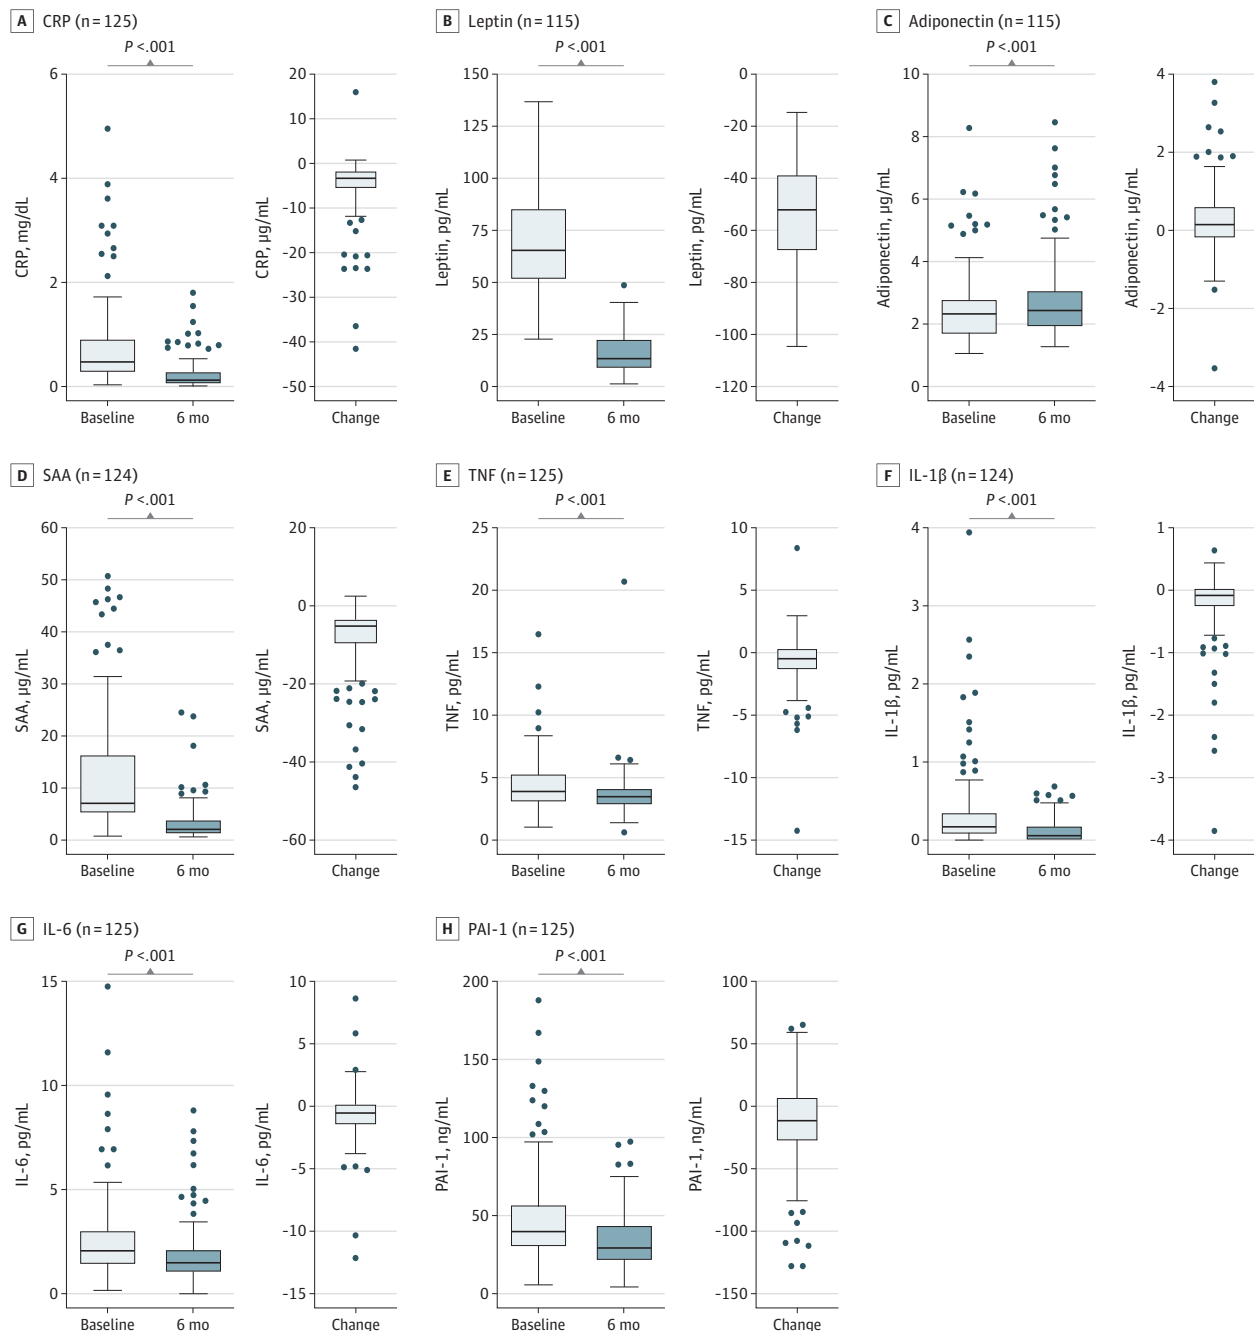 A CRP (n = 125)
P <.001
CRP, mg/dL
6
4
2
0
Baseline
6 mo
CRP, µg/mL
20
10
0
-10
-20
-30
-40
-50
Change
B Leptin (n = 115)
P <.001
Leptin, pg/mL
150
125
100
75
50
25
0
Baseline
6 mo
Leptin, pg/mL
0
-20
-40
-60
-80
-100
-120
Change
C Adiponectin (n = 115)
P <.001
Adiponectin, µg/mL
10
8
6
4
2
0
Baseline
6 mo
Adiponectin, µg/mL
4
2
0
-2
-4
Change
D SAA (n = 124)
P <.001
SAA, µg/mL
60
50
40
30
20
10
0
Baseline
6 mo
SAA, µg/mL
20
0
-20
-40
-60
Change
E TNF (n = 125)
P <.001
TNF, pg/mL
25
20
15
10
5
0
Baseline
6 mo
TNF, pg/mL
10
5
0
-5
-10
-15
Change
F IL-1β (n = 124)
P <.001
IL-1β, pg/mL
4
3
2
1
0
Baseline
6 mo
IL-1β, pg/mL
1
0
-1
-2
-3
-4
Change
G IL-6 (n = 125)
P <.001
IL-6, pg/mL
15
10
5
0
Baseline
6 mo
IL-6, pg/mL
10
5
0
-5
-10
-15
Change
H PAI-1 (n = 125)
P <.001
PAI-1, ng/mL
200
150
100
50
0
Baseline
6 mo
PAI-1, ng/mL
100
50
0
-50
-100
-150
Change